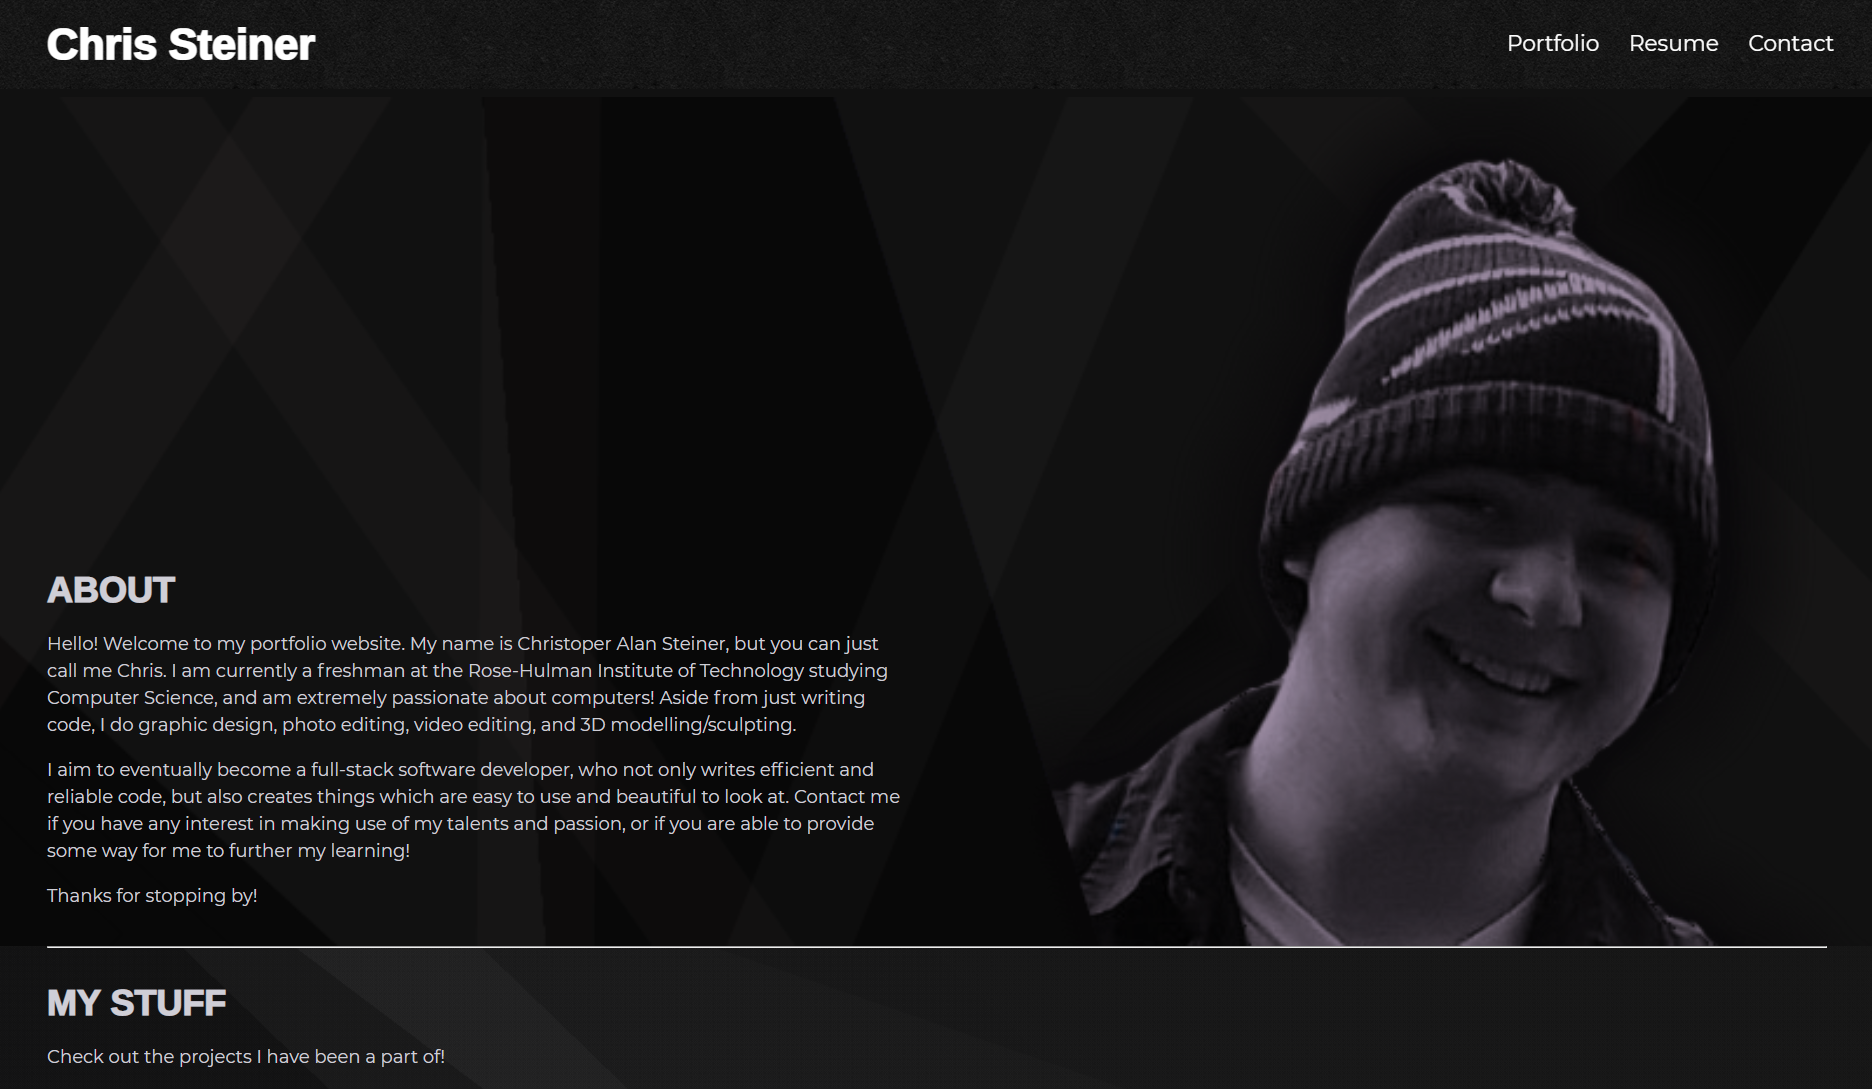 Chris Steiner
Portfolio Resume Contact
ABOUT
Hello! Welcome to my portfolio website. My name is Christoper Alan Steiner, but you can just
call me Chris. I am currently a freshman at the Rose-Hulman Institute of Technology studying
Computer Science, and am extremely passionate about computers! Aside from just writing
code, I do graphic design, photo editing, video editing, and 3D modelling/sculpting.
I aim to eventually become a full-stack software developer, who not only writes efficient and
reliable code, but also creates things which are easy to use and beautiful to look at. Contact me
if you have any interest in making use of my talents and passion, or if you are able to provide
some way for me to further my learning!
Thanks for stopping by!
MY STUFF
Check out the projects I have been a part of!